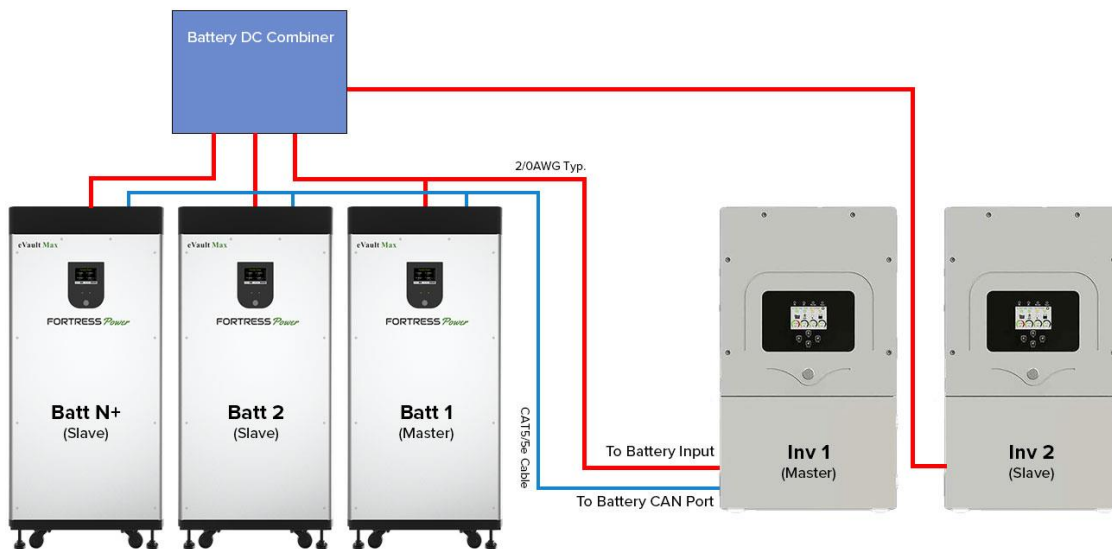 Battery DC Combiner
2/0AWG Typ.
eVault Max
eVault Max
eVault Max
FORTRESS Power
FORTRESS Power
FORTRESS Power
Batt N+
(Slave)
Batt 2
(Slave)
Batt 1
(Master)
CAT5/5e Cable
To Battery Input
To Battery CAN Port
Inv 1
(Master)
Inv 2
(Slave)